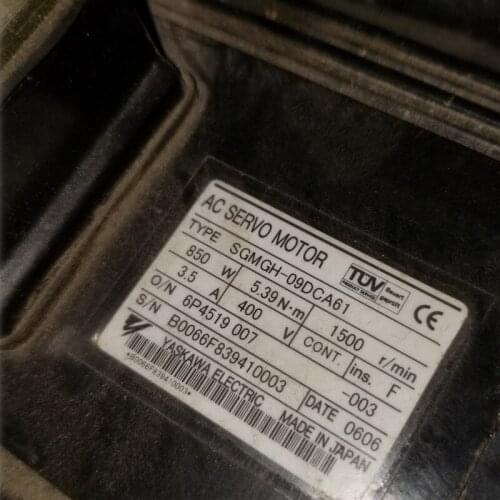 AC SERVO MOTOR
TYPE SGMGH-09DCA61
TÜV
850 W 5.39 N·m 1500 r/min
3.5 A 400 V CONT. ins. F
O/N 6P4519 007 -003
S/N B0066F839410003 DATE 0606
YASKAWA ELECTRIC MADE IN JAPAN
*B0066F839410003*
CE